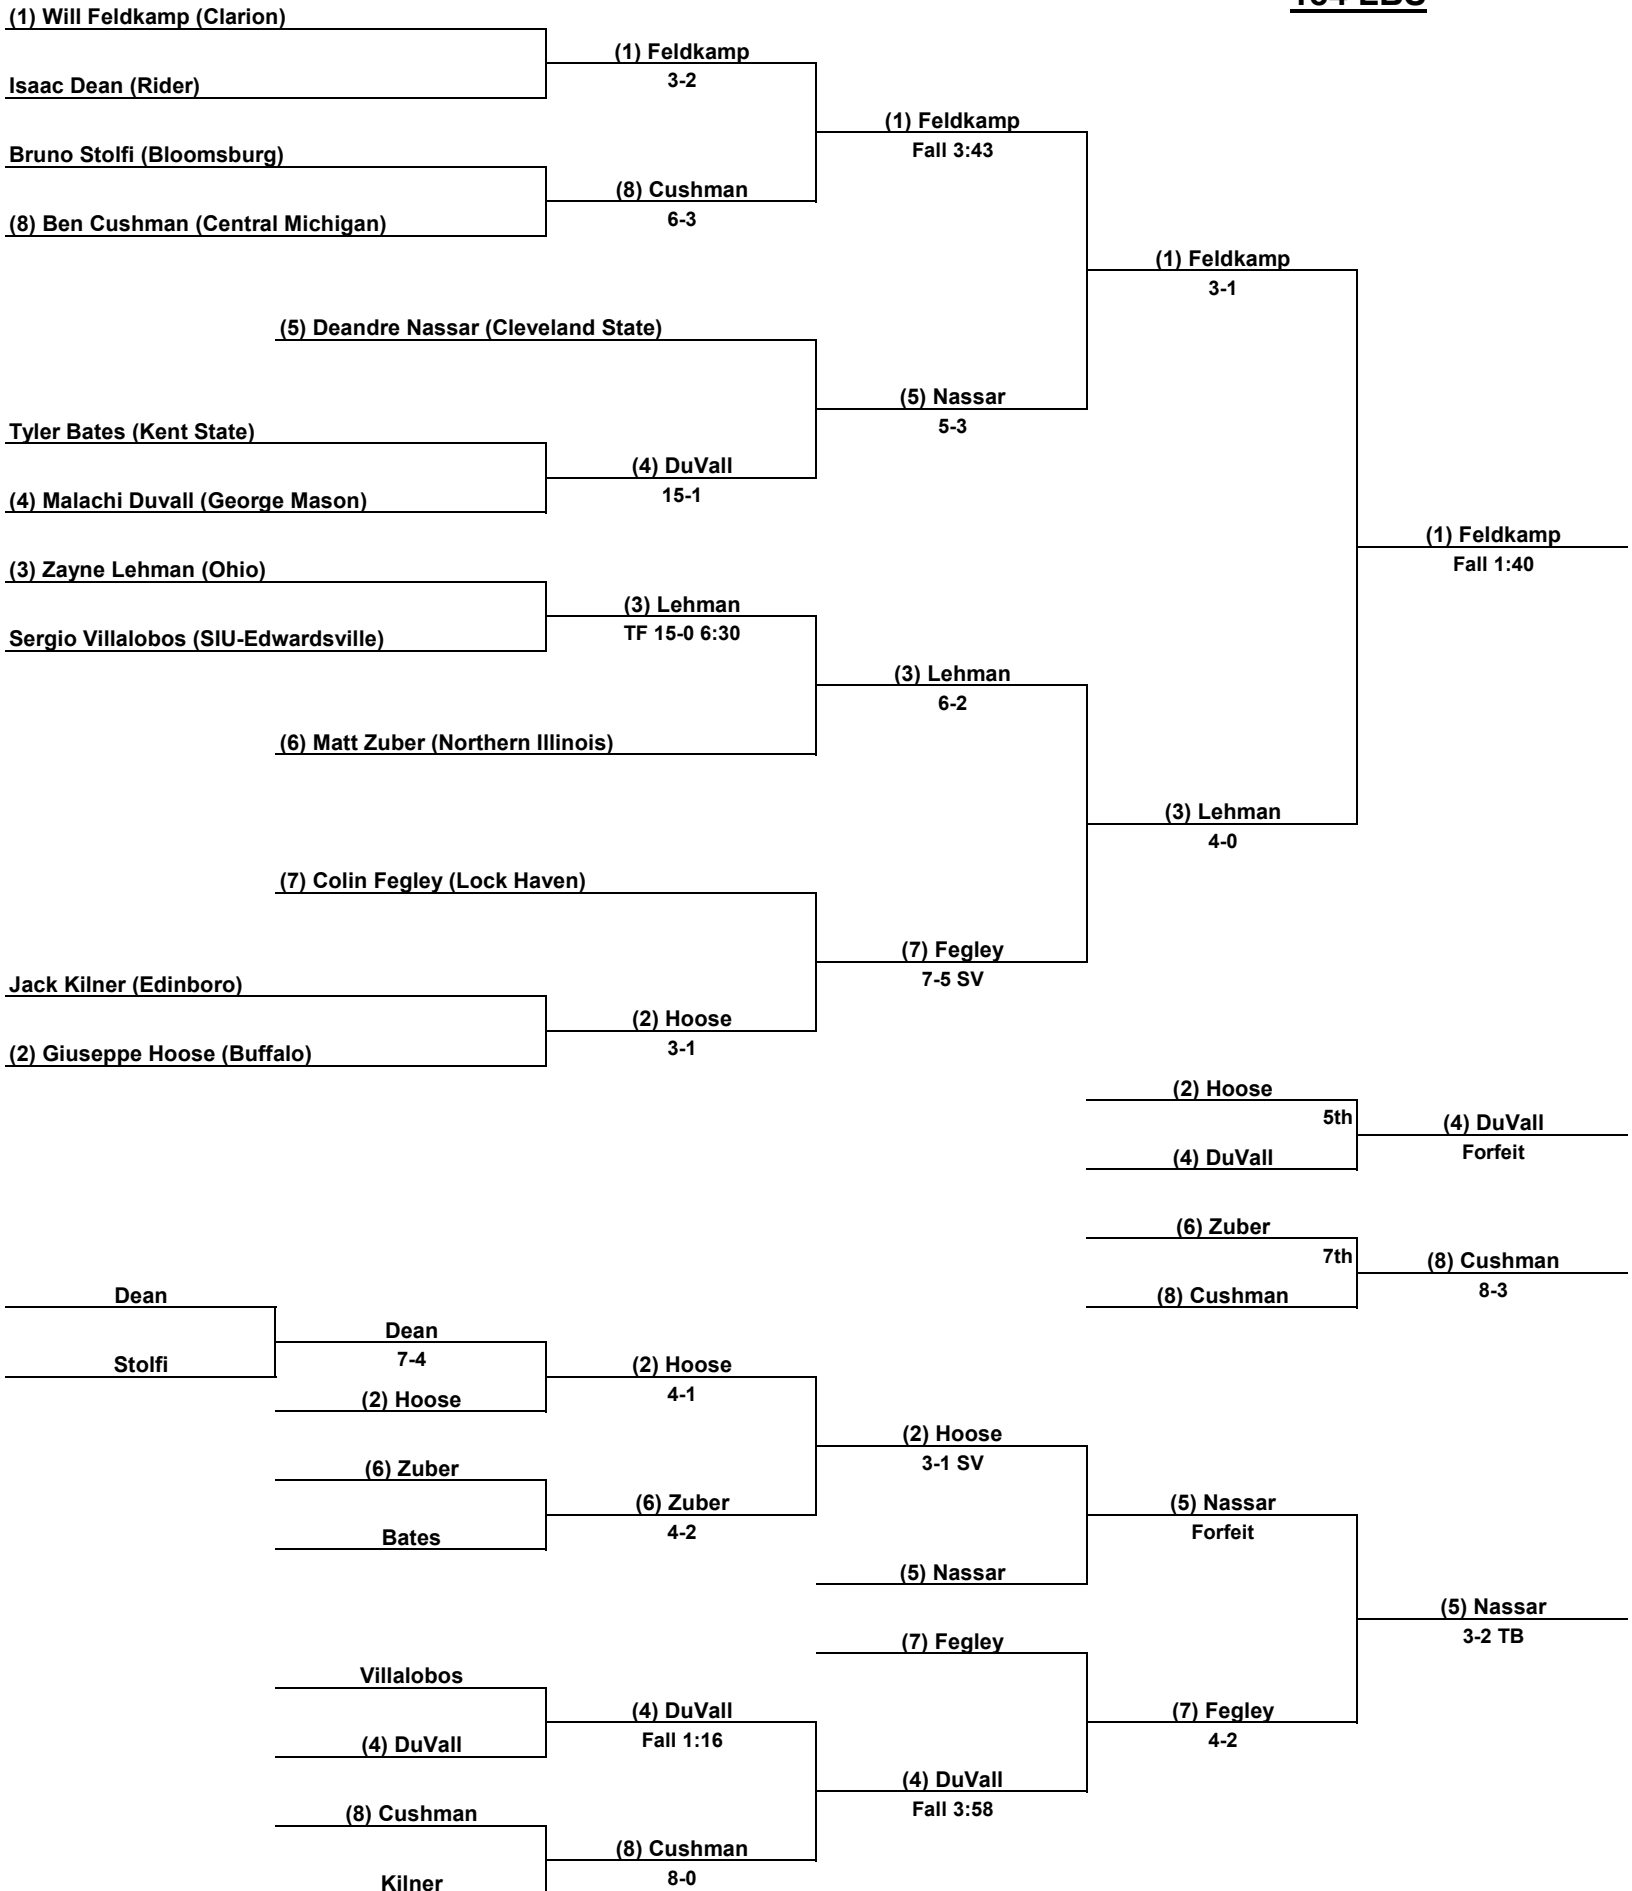 (1) Will Feldkamp (Clarion)
(1) Feldkamp
3-2
Isaac Dean (Rider)
(1) Feldkamp
Fall 3:43
Bruno Stolfi (Bloomsburg)
(8) Cushman
6-3
(8) Ben Cushman (Central Michigan)
(1) Feldkamp
3-1
(5) Deandre Nassar (Cleveland State)
(5) Nassar
5-3
Tyler Bates (Kent State)
(4) DuVall
15-1
(4) Malachi Duvall (George Mason)
(1) Feldkamp
Fall 1:40
(3) Zayne Lehman (Ohio)
(3) Lehman
TF 15-0 6:30
Sergio Villalobos (SIU-Edwardsville)
(3) Lehman
6-2
(6) Matt Zuber (Northern Illinois)
(3) Lehman
4-0
(7) Colin Fegley (Lock Haven)
(7) Fegley
7-5 SV
Jack Kilner (Edinboro)
(2) Hoose
3-1
(2) Giuseppe Hoose (Buffalo)
(2) Hoose
5th
(4) DuVall
Forfeit
(4) DuVall
(6) Zuber
7th
(8) Cushman
8-3
(8) Cushman
Dean
Dean
7-4
Stolfi
(2) Hoose
4-1
(2) Hoose
(2) Hoose
3-1 SV
(6) Zuber
(6) Zuber
4-2
Bates
(5) Nassar
Forfeit
(5) Nassar
(5) Nassar
3-2 TB
(7) Fegley
Villalobos
(4) DuVall
Fall 1:16
(4) DuVall
(7) Fegley
4-2
(4) DuVall
Fall 3:58
(8) Cushman
(8) Cushman
8-0
Kilner